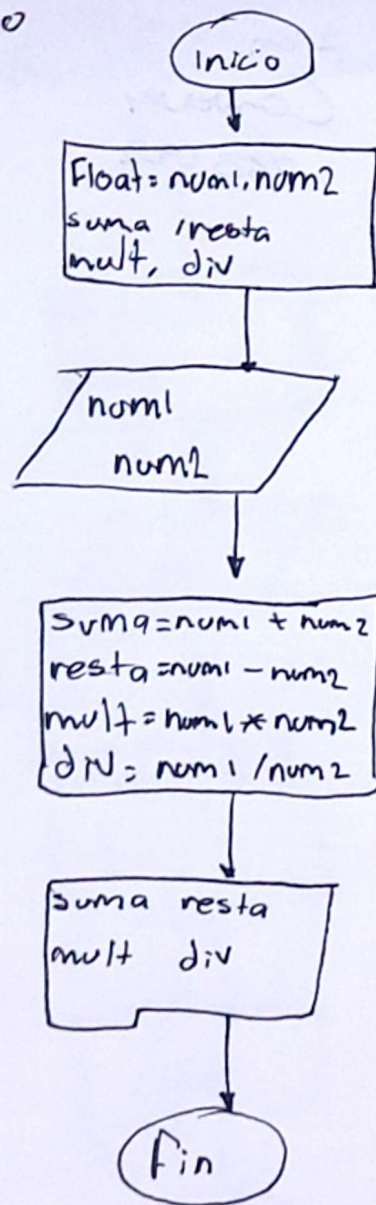 Inicio
Float= num1, num2
suma, resta
mult, div
num1
num2
suma=num1 + num2
resta=num1 - num2
mult=num1 * num2
div= num1 /num2
suma resta
mult div
Fin